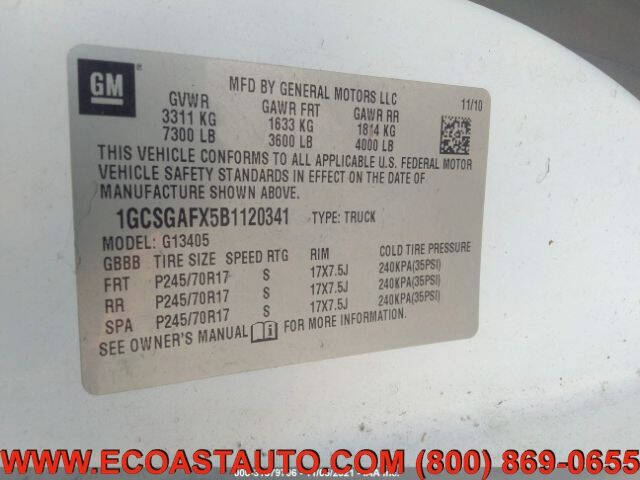 GM
MFD BY GENERAL MOTORS LLC
11/10
GVWR GAWR FRT GAWR RR
3311 KG 1633 KG 1814 KG
7300 LB 3600 LB 4000 LB
THIS VEHICLE CONFORMS TO ALL APPLICABLE U.S. FEDERAL MOTOR
VEHICLE SAFETY STANDARDS IN EFFECT ON THE DATE OF
MANUFACTURE SHOWN ABOVE.
1GCSGAFX5B1120341 TYPE: TRUCK
MODEL: G13405
GBBB TIRE SIZE SPEED RTG RIM COLD TIRE PRESSURE
FRT P245/70R17 S 17X7.5J 240KPA(35PSI)
RR P245/70R17 S 17X7.5J 240KPA(35PSI)
SPA P245/70R17 S 17X7.5J 240KPA(35PSI)
SEE OWNER'S MANUAL FOR MORE INFORMATION.
WWW.ECOASTAUTO.COM (800) 869-0655